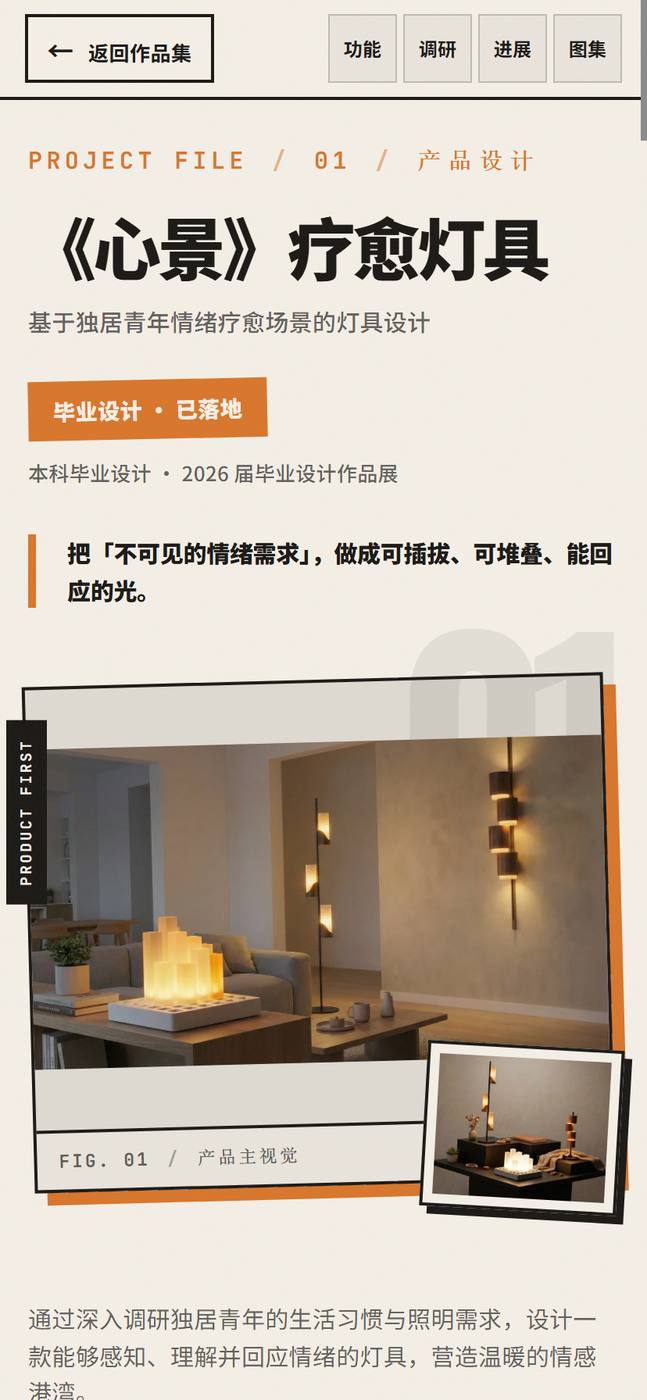 ← 返回作品集
功能 调研 进展 图集
PROJECT FILE / 01 / 产品设计
《心景》疗愈灯具
基于独居青年情绪疗愈场景的灯具设计
毕业设计 · 已落地
本科毕业设计 · 2026 届毕业设计作品展
把「不可见的情绪需求」，做成可插拔、可堆叠、能回
应的光。
01
PRODUCT FIRST
FIG. 01 / 产品主视觉
通过深入调研独居青年的生活习惯与照明需求，设计一
款能够感知、理解并回应情绪的灯具，营造温暖的情感
港湾。